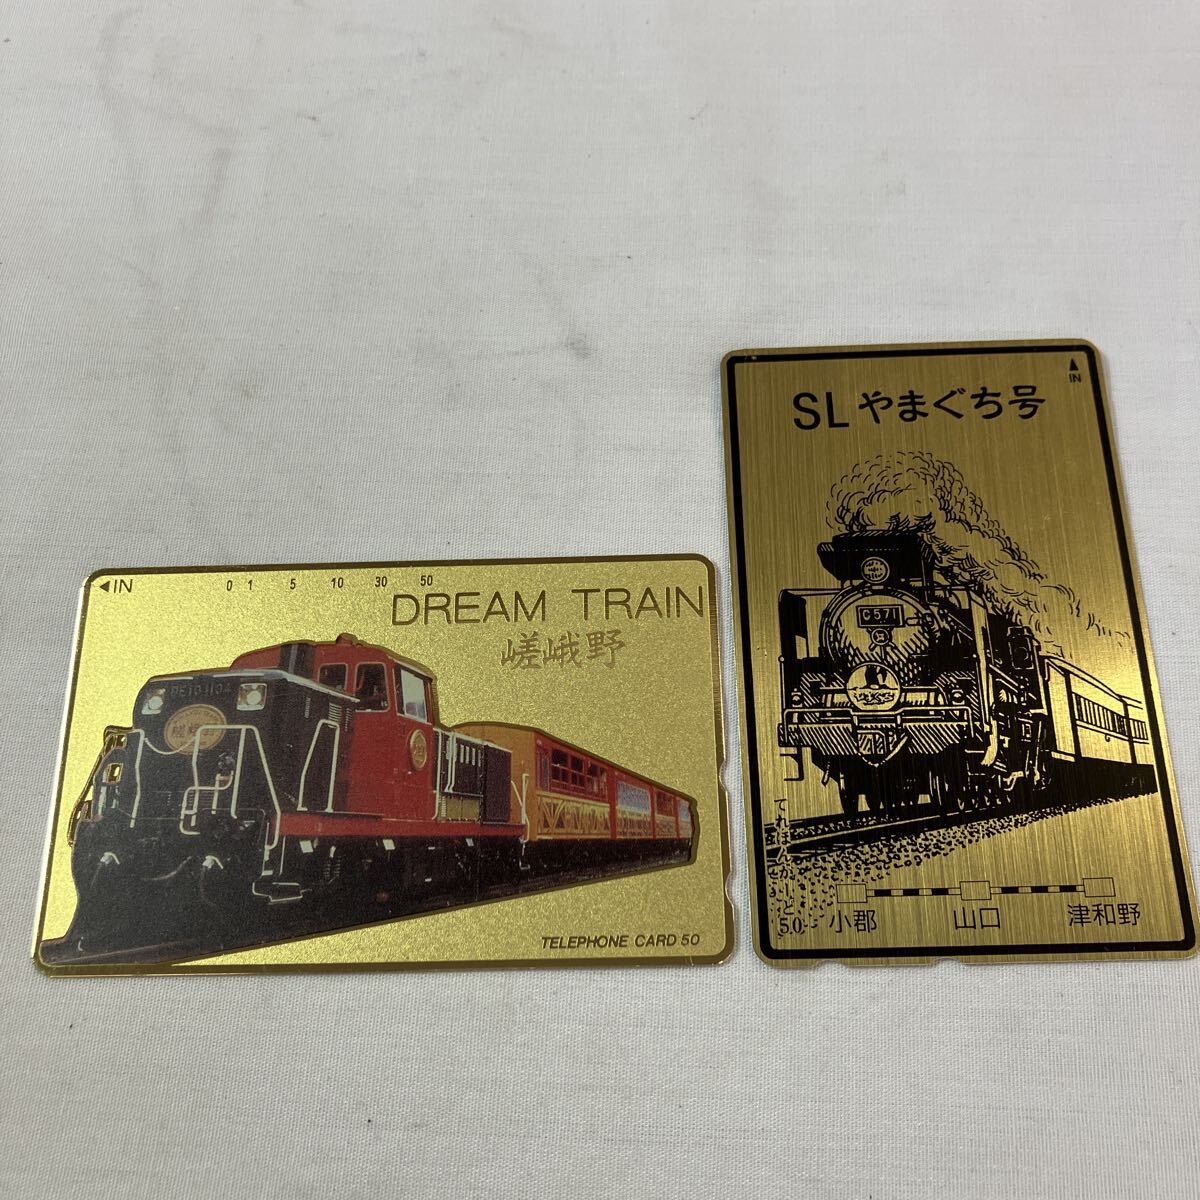 ◀IN
0 1 5 10 30 50
DREAM TRAIN
嵯峨野
DE10 1104
TELEPHONE CARD 50
▲
IN
SLやまぐち号
C571
てれほんかーど50
小郡 山口 津和野